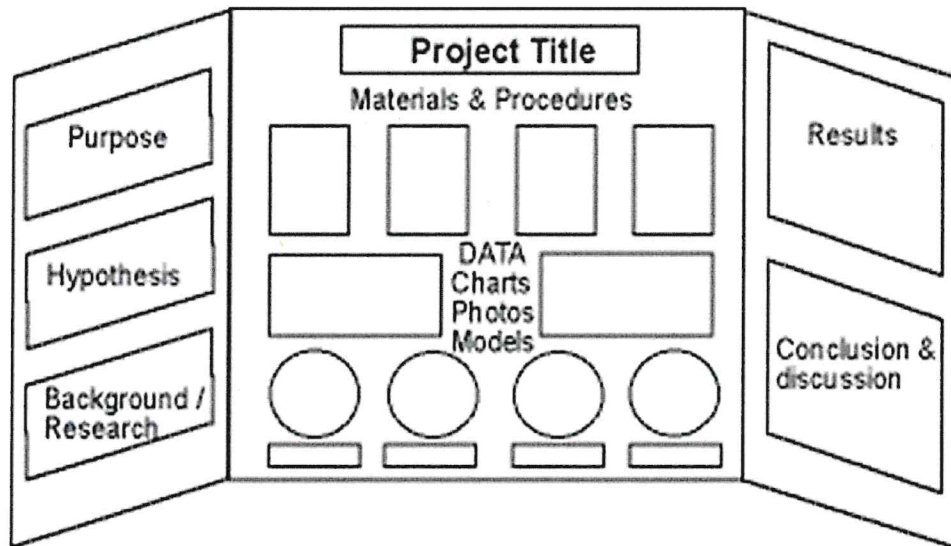 Project Title
Materials & Procedures
Purpose
Hypothesis
Background /
Research
DATA
Charts
Photos
Models
Results
Conclusion &
discussion